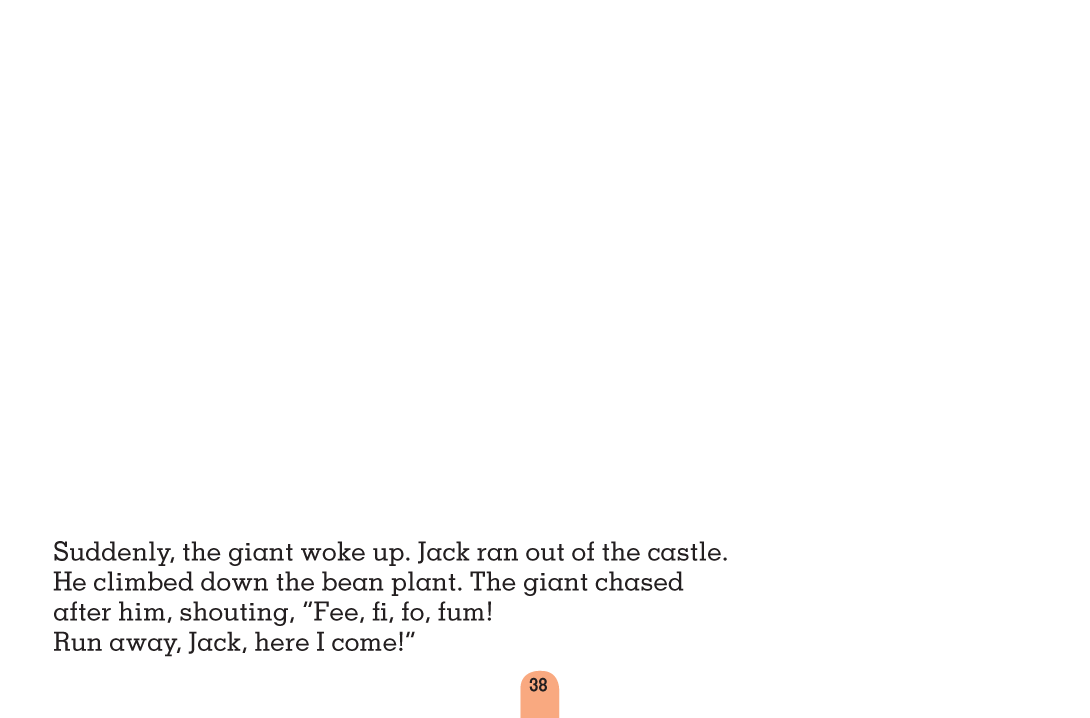 Suddenly, the giant woke up. Jack ran out of the castle.
He climbed down the bean plant. The giant chased
after him, shouting, “Fee, fi, fo, fum!
Run away, Jack, here I come!”
38